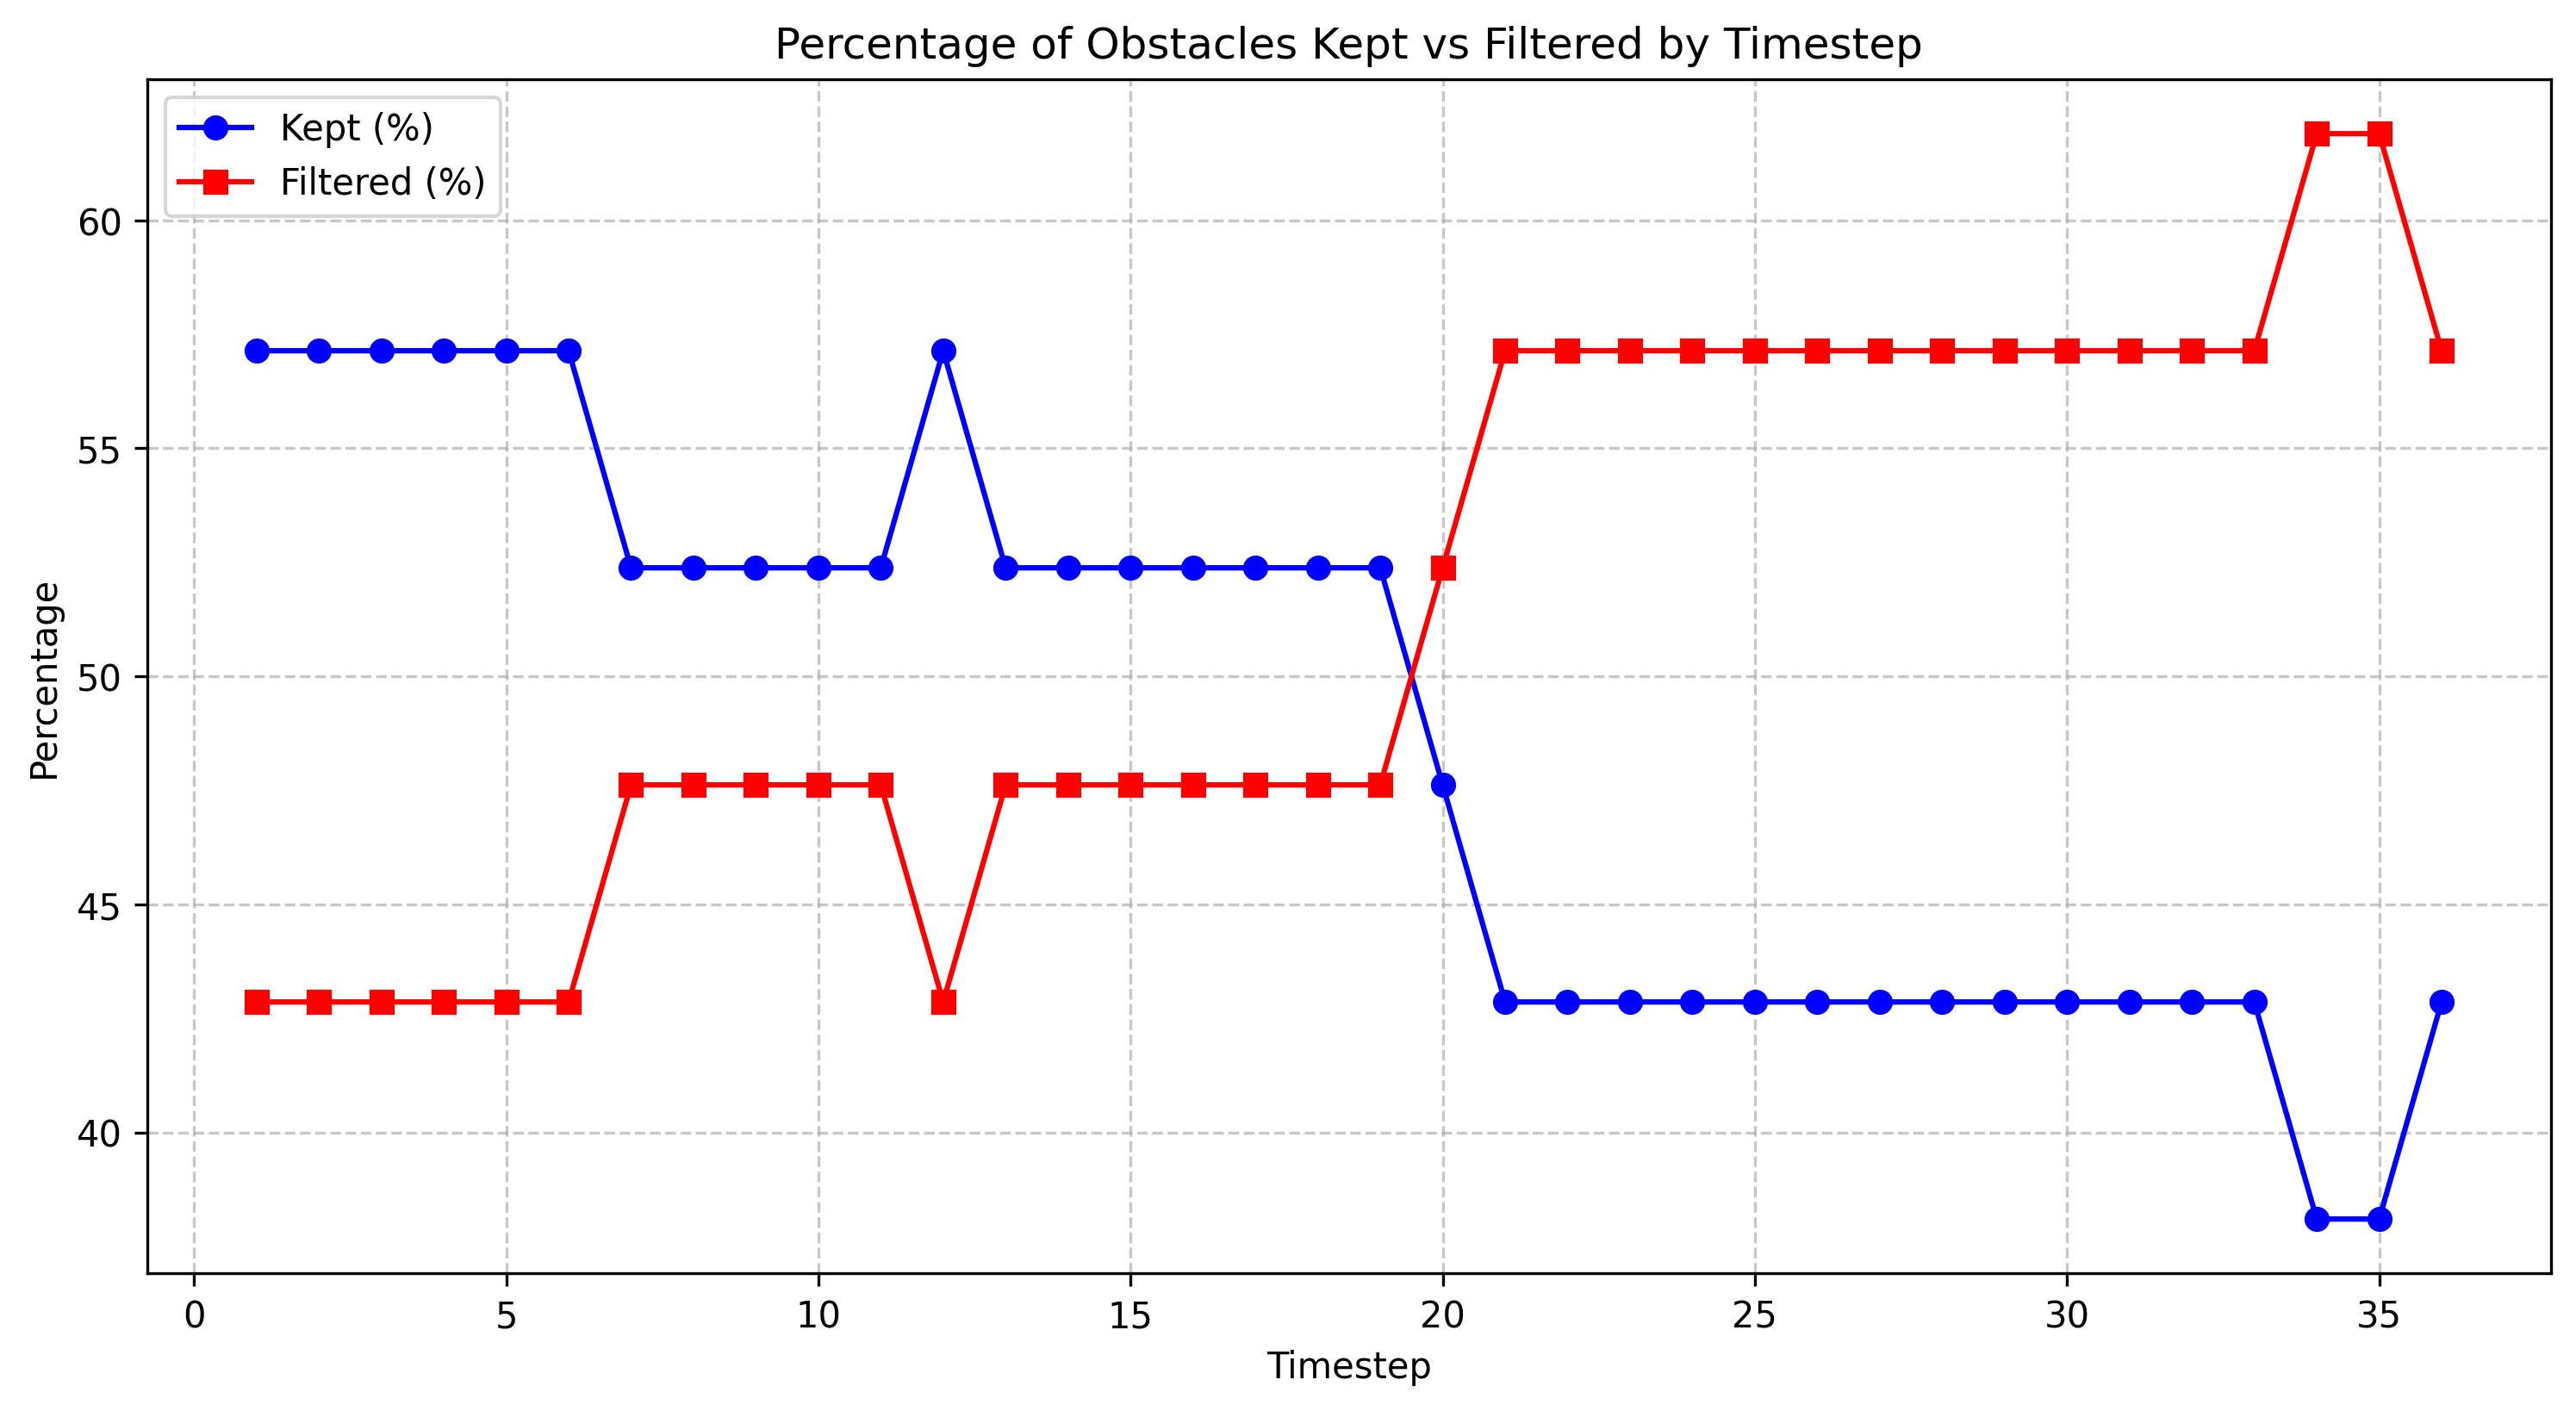 Percentage of Obstacles Kept vs Filtered by Timestep
Kept (%)
Filtered (%)
Percentage
60
55
50
45
40
0 5 10 15 20 25 30 35
Timestep